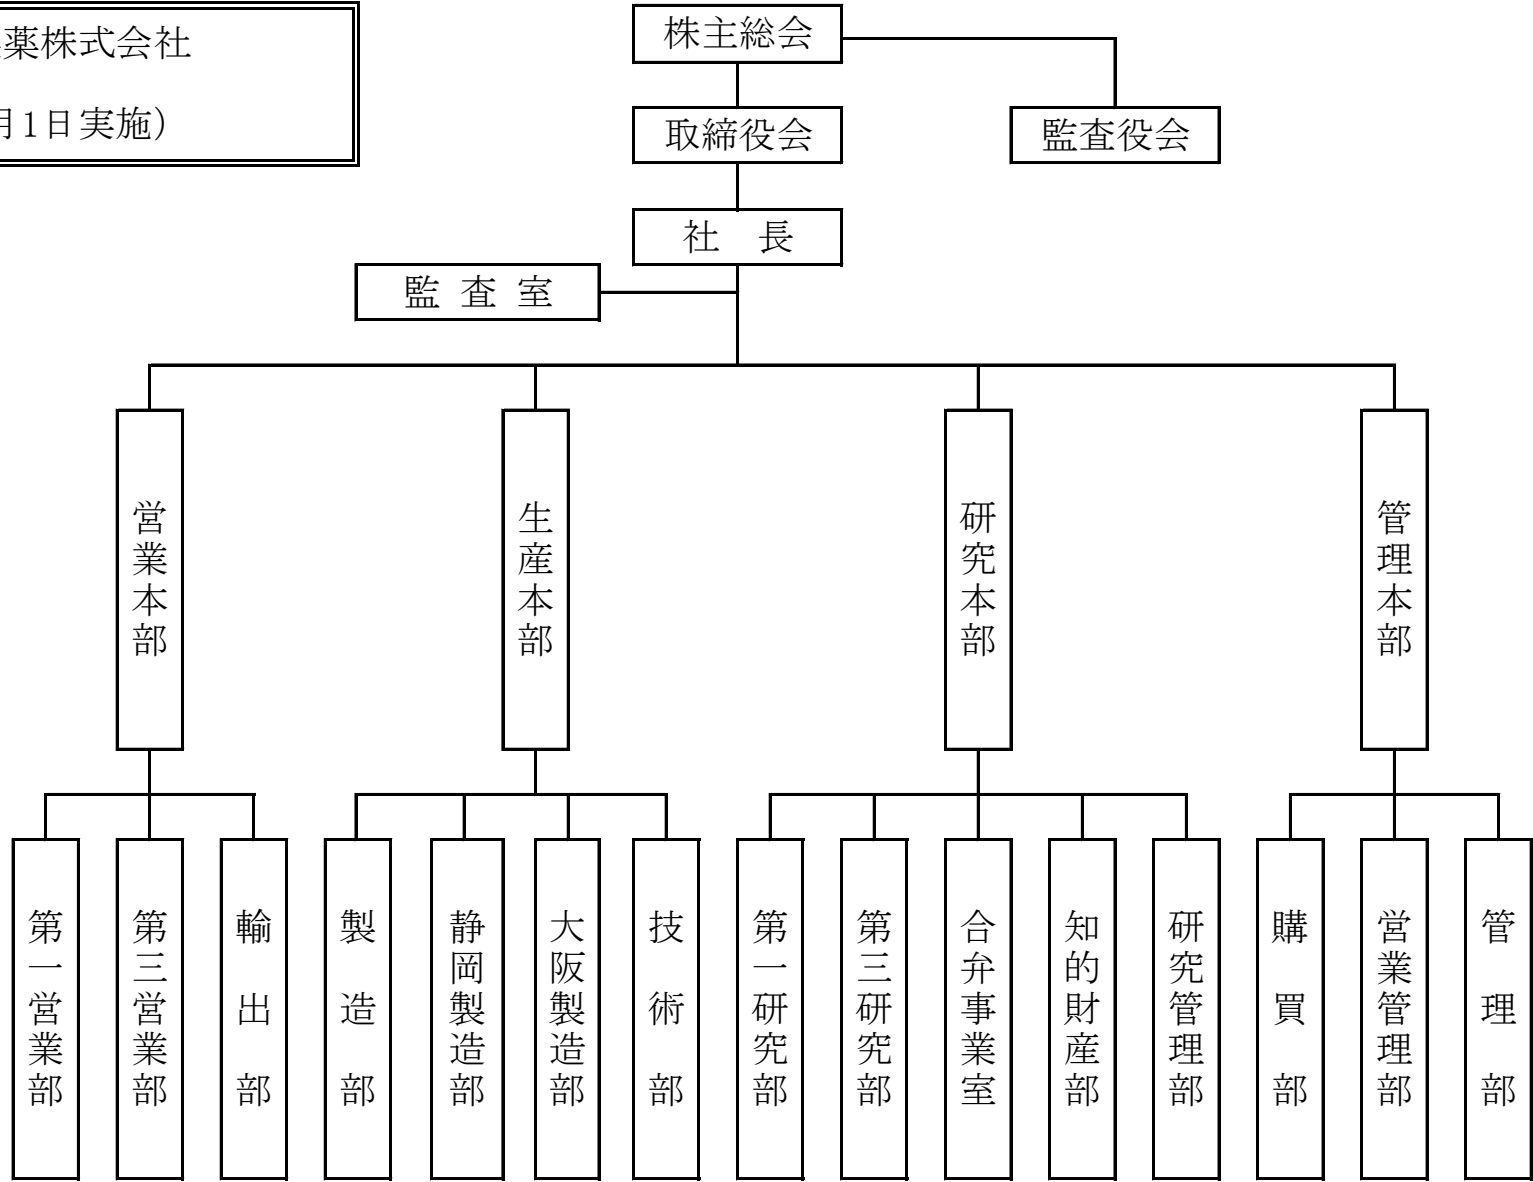 薬株式会社
月1日実施）
株主総会
取締役会
監査役会
社　長
監 査 室
営業本部
生産本部
研究本部
管理本部
第一営業部
第三営業部
輸出部
製造部
静岡製造部
大阪製造部
技術部
第一研究部
第三研究部
合弁事業室
知的財産部
研究管理部
購買部
営業管理部
管理部